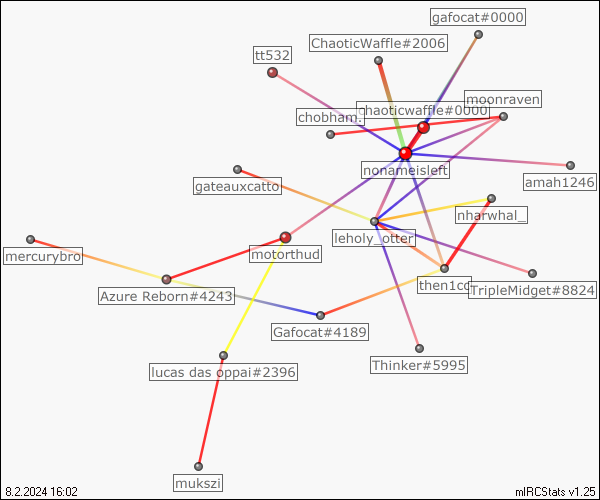 gafocat#0000
ChaoticWaffle#2006
tt532
moonraven
chaoticwaffle#0000
chobham.
nonameisleft
amah1246
gateauxcatto
nharwhal_
leholy_otter
motorthud
mercurybro
then1co
TripleMidget#8824
Azure Reborn#4243
Gafocat#4189
Thinker#5995
lucas das oppai#2396
mukszi
8.2.2024 16:02
mIRCStats v1.25